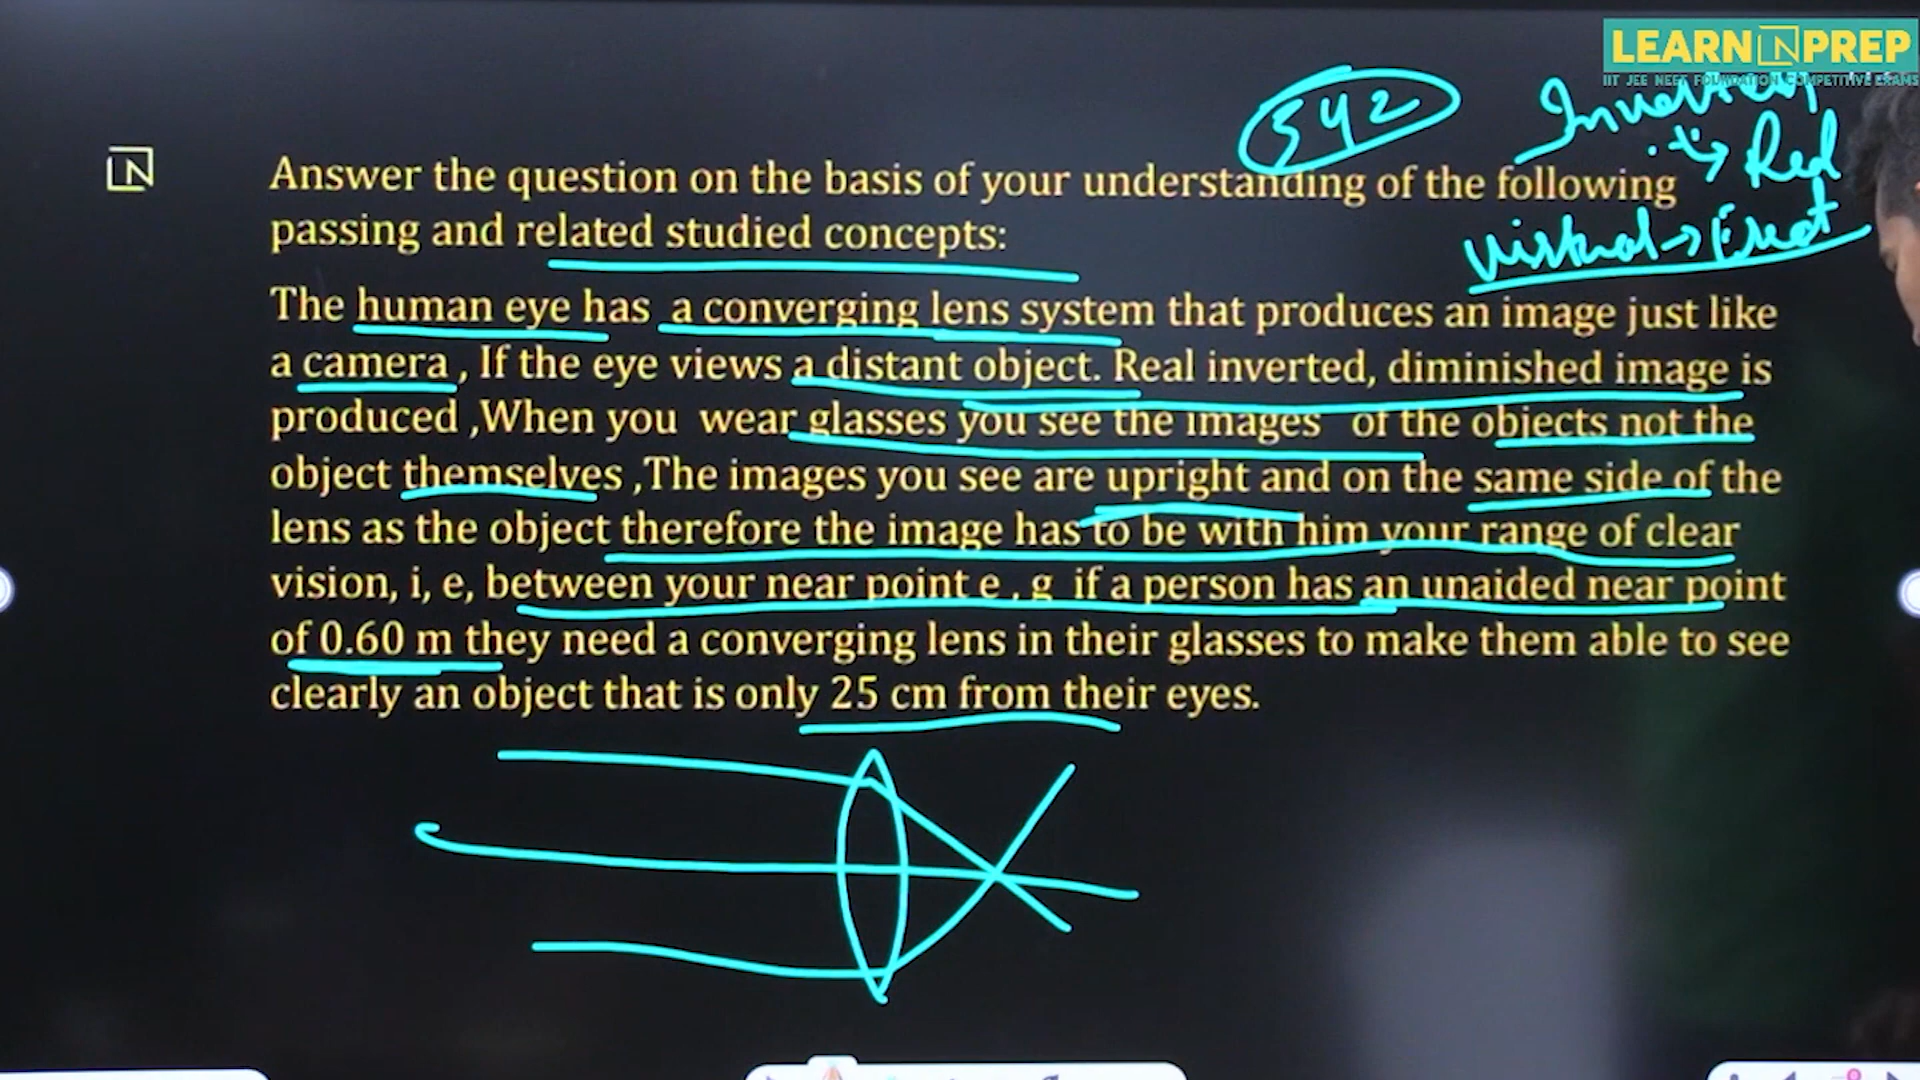 LEARN N PREP
IIT JEE NEET FOUNDATION COMPETITIVE EXAMS
542
Inverted
→ Real
Virtual → Erect
LN
Answer the question on the basis of your understanding of the following
passing and related studied concepts:
The human eye has a converging lens system that produces an image just like
a camera, If the eye views a distant object. Real inverted, diminished image is
produced ,When you wear glasses you see the images of the objects not the
object themselves ,The images you see are upright and on the same side of the
lens as the object therefore the image has to be with him your range of clear
vision, i, e, between your near point e , g if a person has an unaided near point
of 0.60 m they need a converging lens in their glasses to make them able to see
clearly an object that is only 25 cm from their eyes.